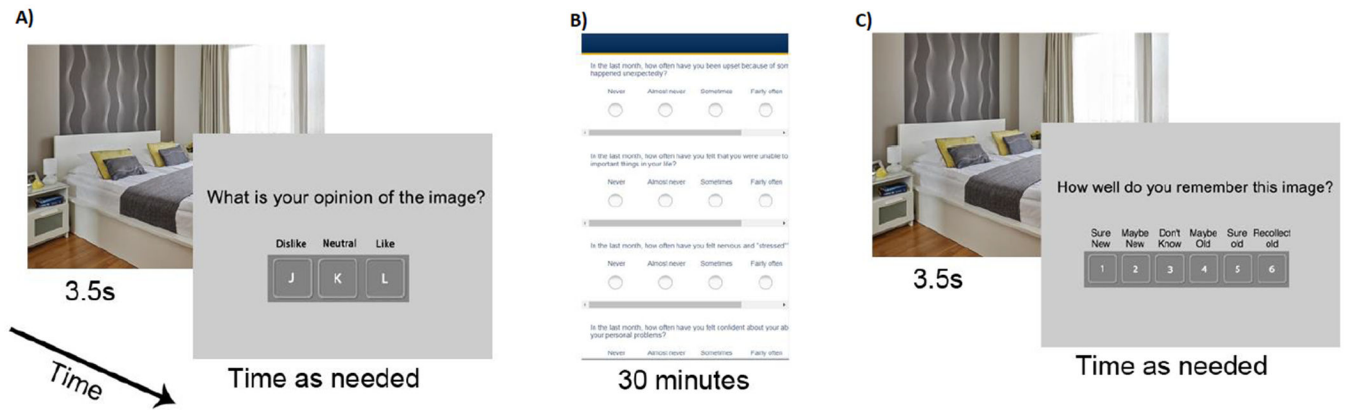 A)
What is your opinion of the image?
Dislike Neutral Like
J K L
3.5s
Time
Time as needed
B)
In the last month, how often have you been upset because of som
happened unexpectedly?
Never Almost never Sometimes Fairly often
In the last month, how often have you felt that you were unable to
important things in your life?
Never Almost never Sometimes Fairly often
In the last month, how often have you felt nervous and "stressed"
Never Almost never Sometimes Fairly often
In the last month, how often have you felt confident about your ab
your personal problems?
Never Almost never Sometimes Fairly often
30 minutes
C)
How well do you remember this image?
Sure Maybe Don't Maybe Sure Recollect
New New Know Old old old
1 2 3 4 5 6
3.5s
Time as needed